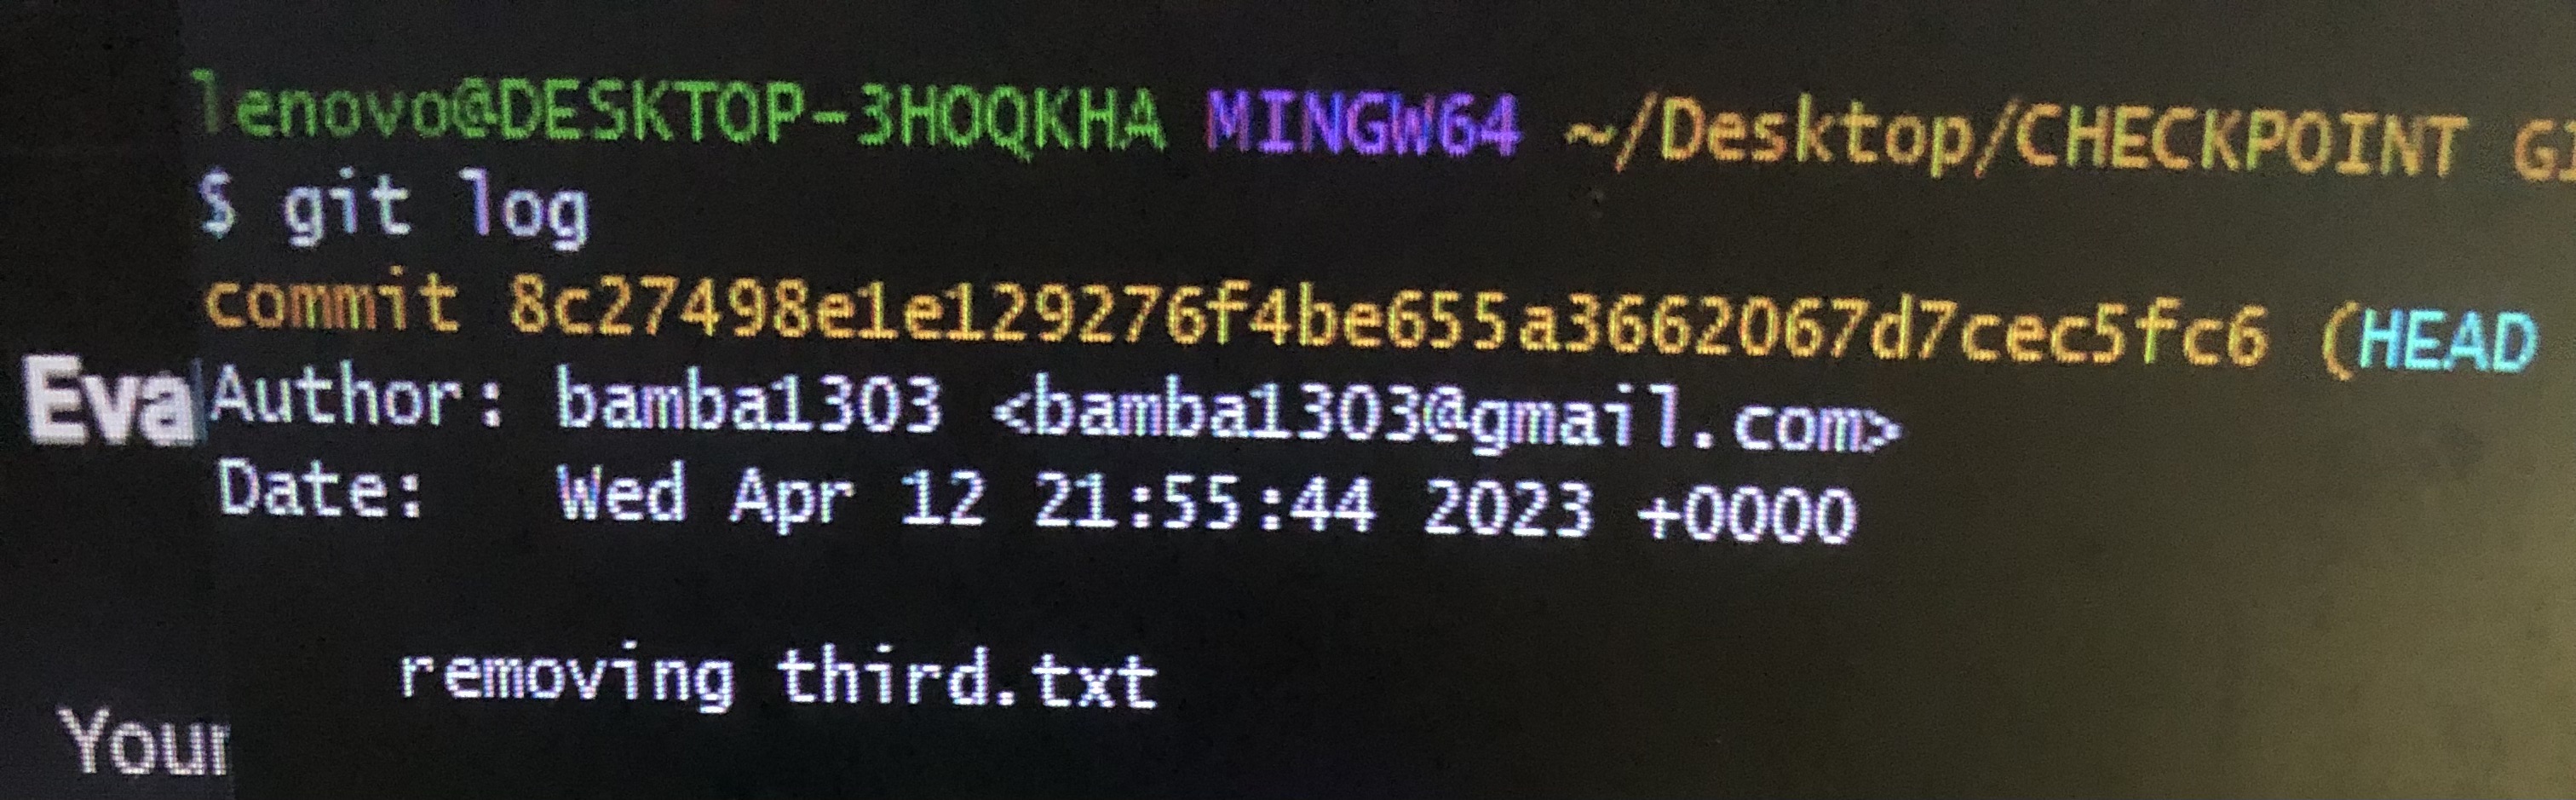 lenovo@DESKTOP-3HOQKHA MINGW64 ~/Desktop/CHECKPOINT
$ git log
commit 8c27498e1e129276f4be655a3662067d7cec5fc6 (HEAD
Eva
Author: bamba1303 <bamba1303@gmail.com>
Date:   Wed Apr 12 21:55:44 2023 +0000
removing third.txt
Your